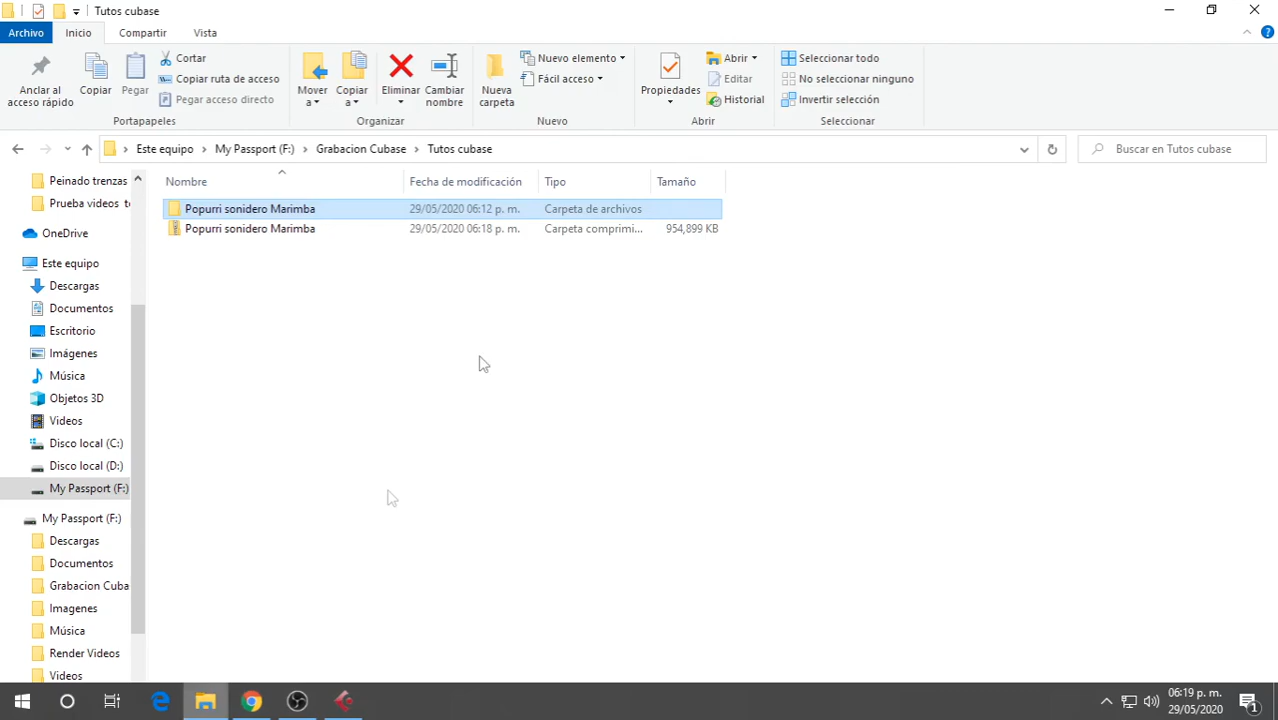 Tutos cubase
Archivo Inicio Compartir Vista
Anclar al acceso rápido
Copiar
Pegar
Cortar
Copiar ruta de acceso
Pegar acceso directo
Portapapeles
Mover a
Copiar a
Eliminar
Cambiar nombre
Organizar
Nueva carpeta
Nuevo elemento
Fácil acceso
Nuevo
Propiedades
Abrir
Editar
Historial
Abrir
Seleccionar todo
No seleccionar ninguno
Invertir selección
Seleccionar
Este equipo > My Passport (F:) > Grabacion Cubase > Tutos cubase
Buscar en Tutos cubase
Peinado trenzas
Prueba videos te
OneDrive
Este equipo
Descargas
Documentos
Escritorio
Imágenes
Música
Objetos 3D
Videos
Disco local (C:)
Disco local (D:)
My Passport (F:)
My Passport (F:)
Descargas
Documentos
Grabacion Cuba
Imagenes
Música
Render Videos
Videos
Nombre Fecha de modificación Tipo Tamaño
Popurri sonidero Marimba 29/05/2020 06:12 p. m. Carpeta de archivos
Popurri sonidero Marimba 29/05/2020 06:18 p. m. Carpeta comprimi... 954,899 KB
06:19 p. m.
29/05/2020
1